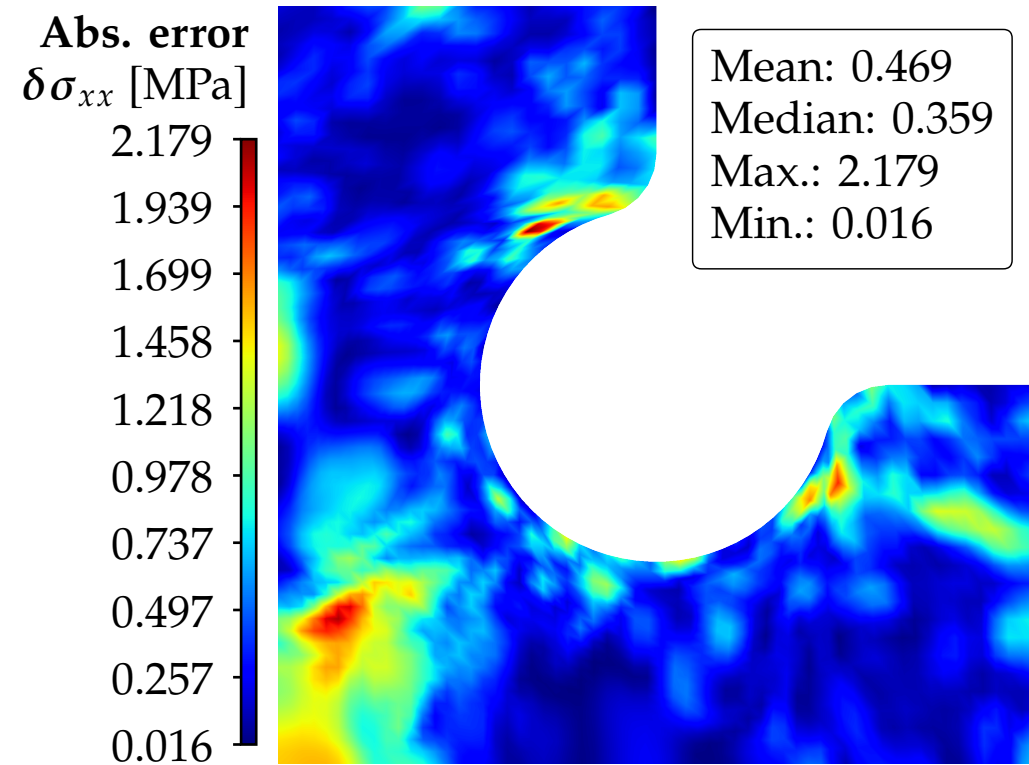 Abs. error
δσxx [MPa]
2.179
1.939
1.699
1.458
1.218
0.978
0.737
0.497
0.257
0.016
Mean: 0.469
Median: 0.359
Max.: 2.179
Min.: 0.016